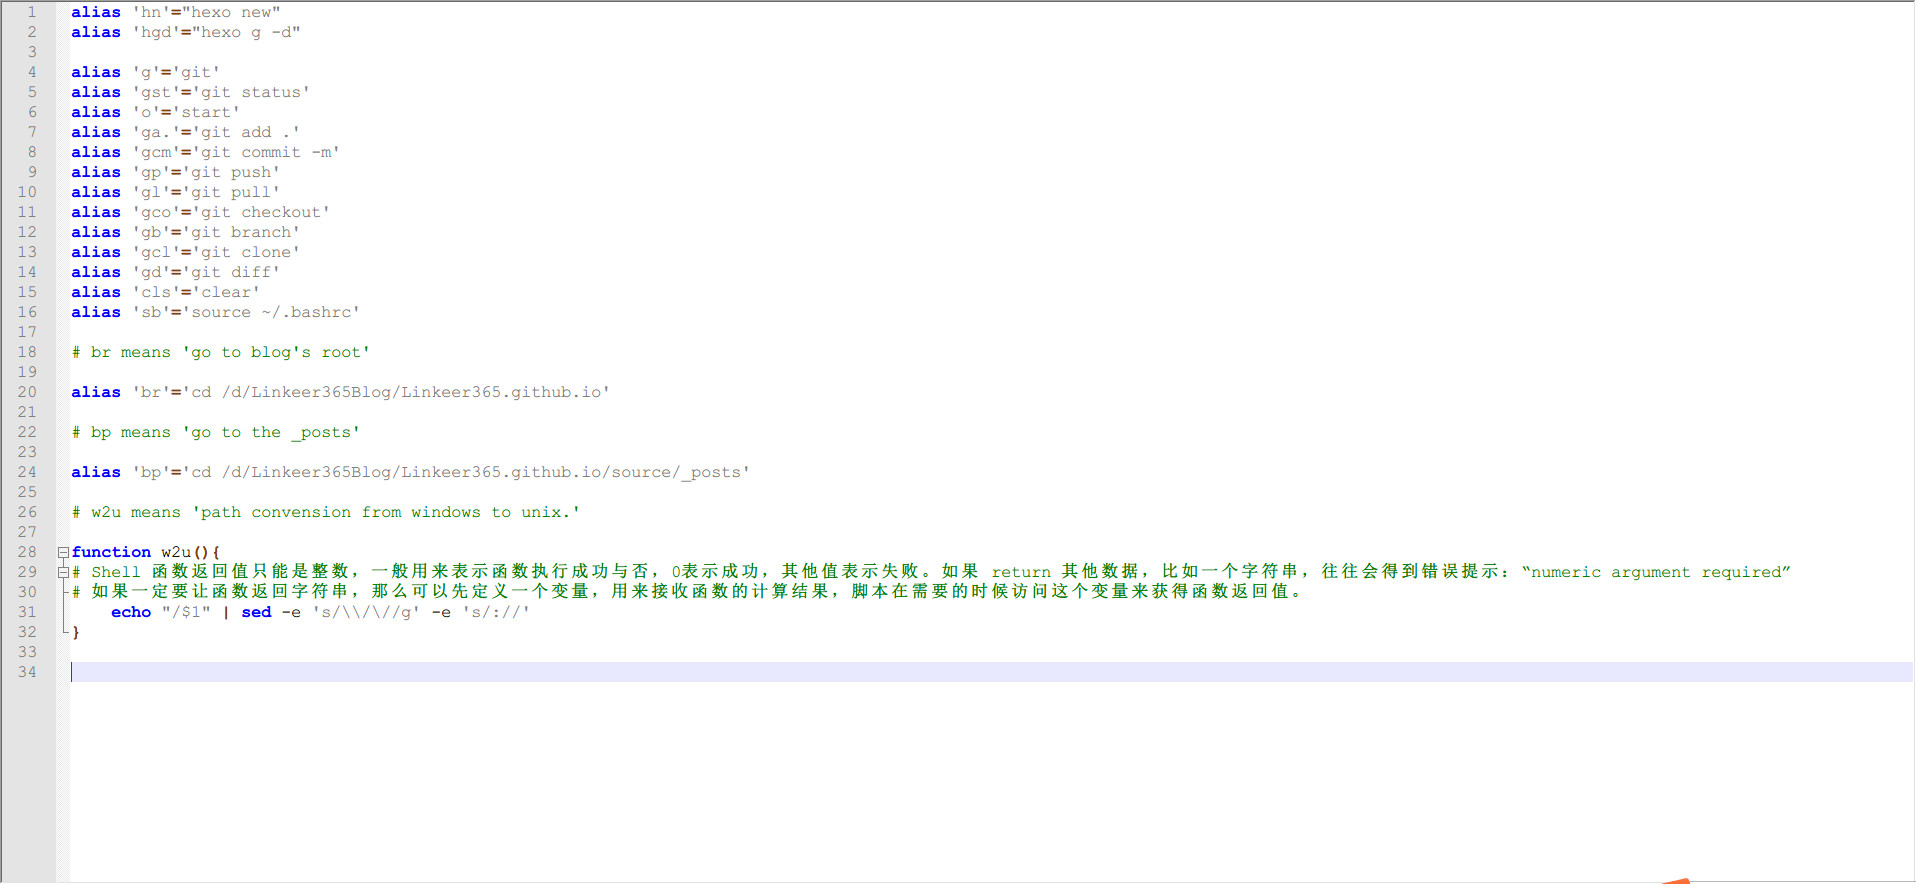 1 alias 'hn'="hexo new"
2 alias 'hgd'="hexo g -d"
3
4 alias 'g'='git'
5 alias 'gst'='git status'
6 alias 'o'='start'
7 alias 'ga.'='git add .'
8 alias 'gcm'='git commit -m'
9 alias 'gp'='git push'
10 alias 'gl'='git pull'
11 alias 'gco'='git checkout'
12 alias 'gb'='git branch'
13 alias 'gcl'='git clone'
14 alias 'gd'='git diff'
15 alias 'cls'='clear'
16 alias 'sb'='source ~/.bashrc'
17
18 # br means 'go to blog's root'
19
20 alias 'br'='cd /d/Linkeer365Blog/Linkeer365.github.io'
21
22 # bp means 'go to the _posts'
23
24 alias 'bp'='cd /d/Linkeer365Blog/Linkeer365.github.io/source/_posts'
25
26 # w2u means 'path convension from windows to unix.'
27
28 function w2u(){
29 # Shell 函数返回值只能是整数，一般用来表示函数执行成功与否，0表示成功，其他值表示失败。如果 return 其他数据，比如一个字符串，往往会得到错误提示：“numeric argument required”
30 # 如果一定要让函数返回字符串，那么可以先定义一个变量，用来接收函数的计算结果，脚本在需要的时候访问这个变量来获得函数返回值。
31 echo "/$1" | sed -e 's/\\/\//g' -e 's/://'
32 }
33
34